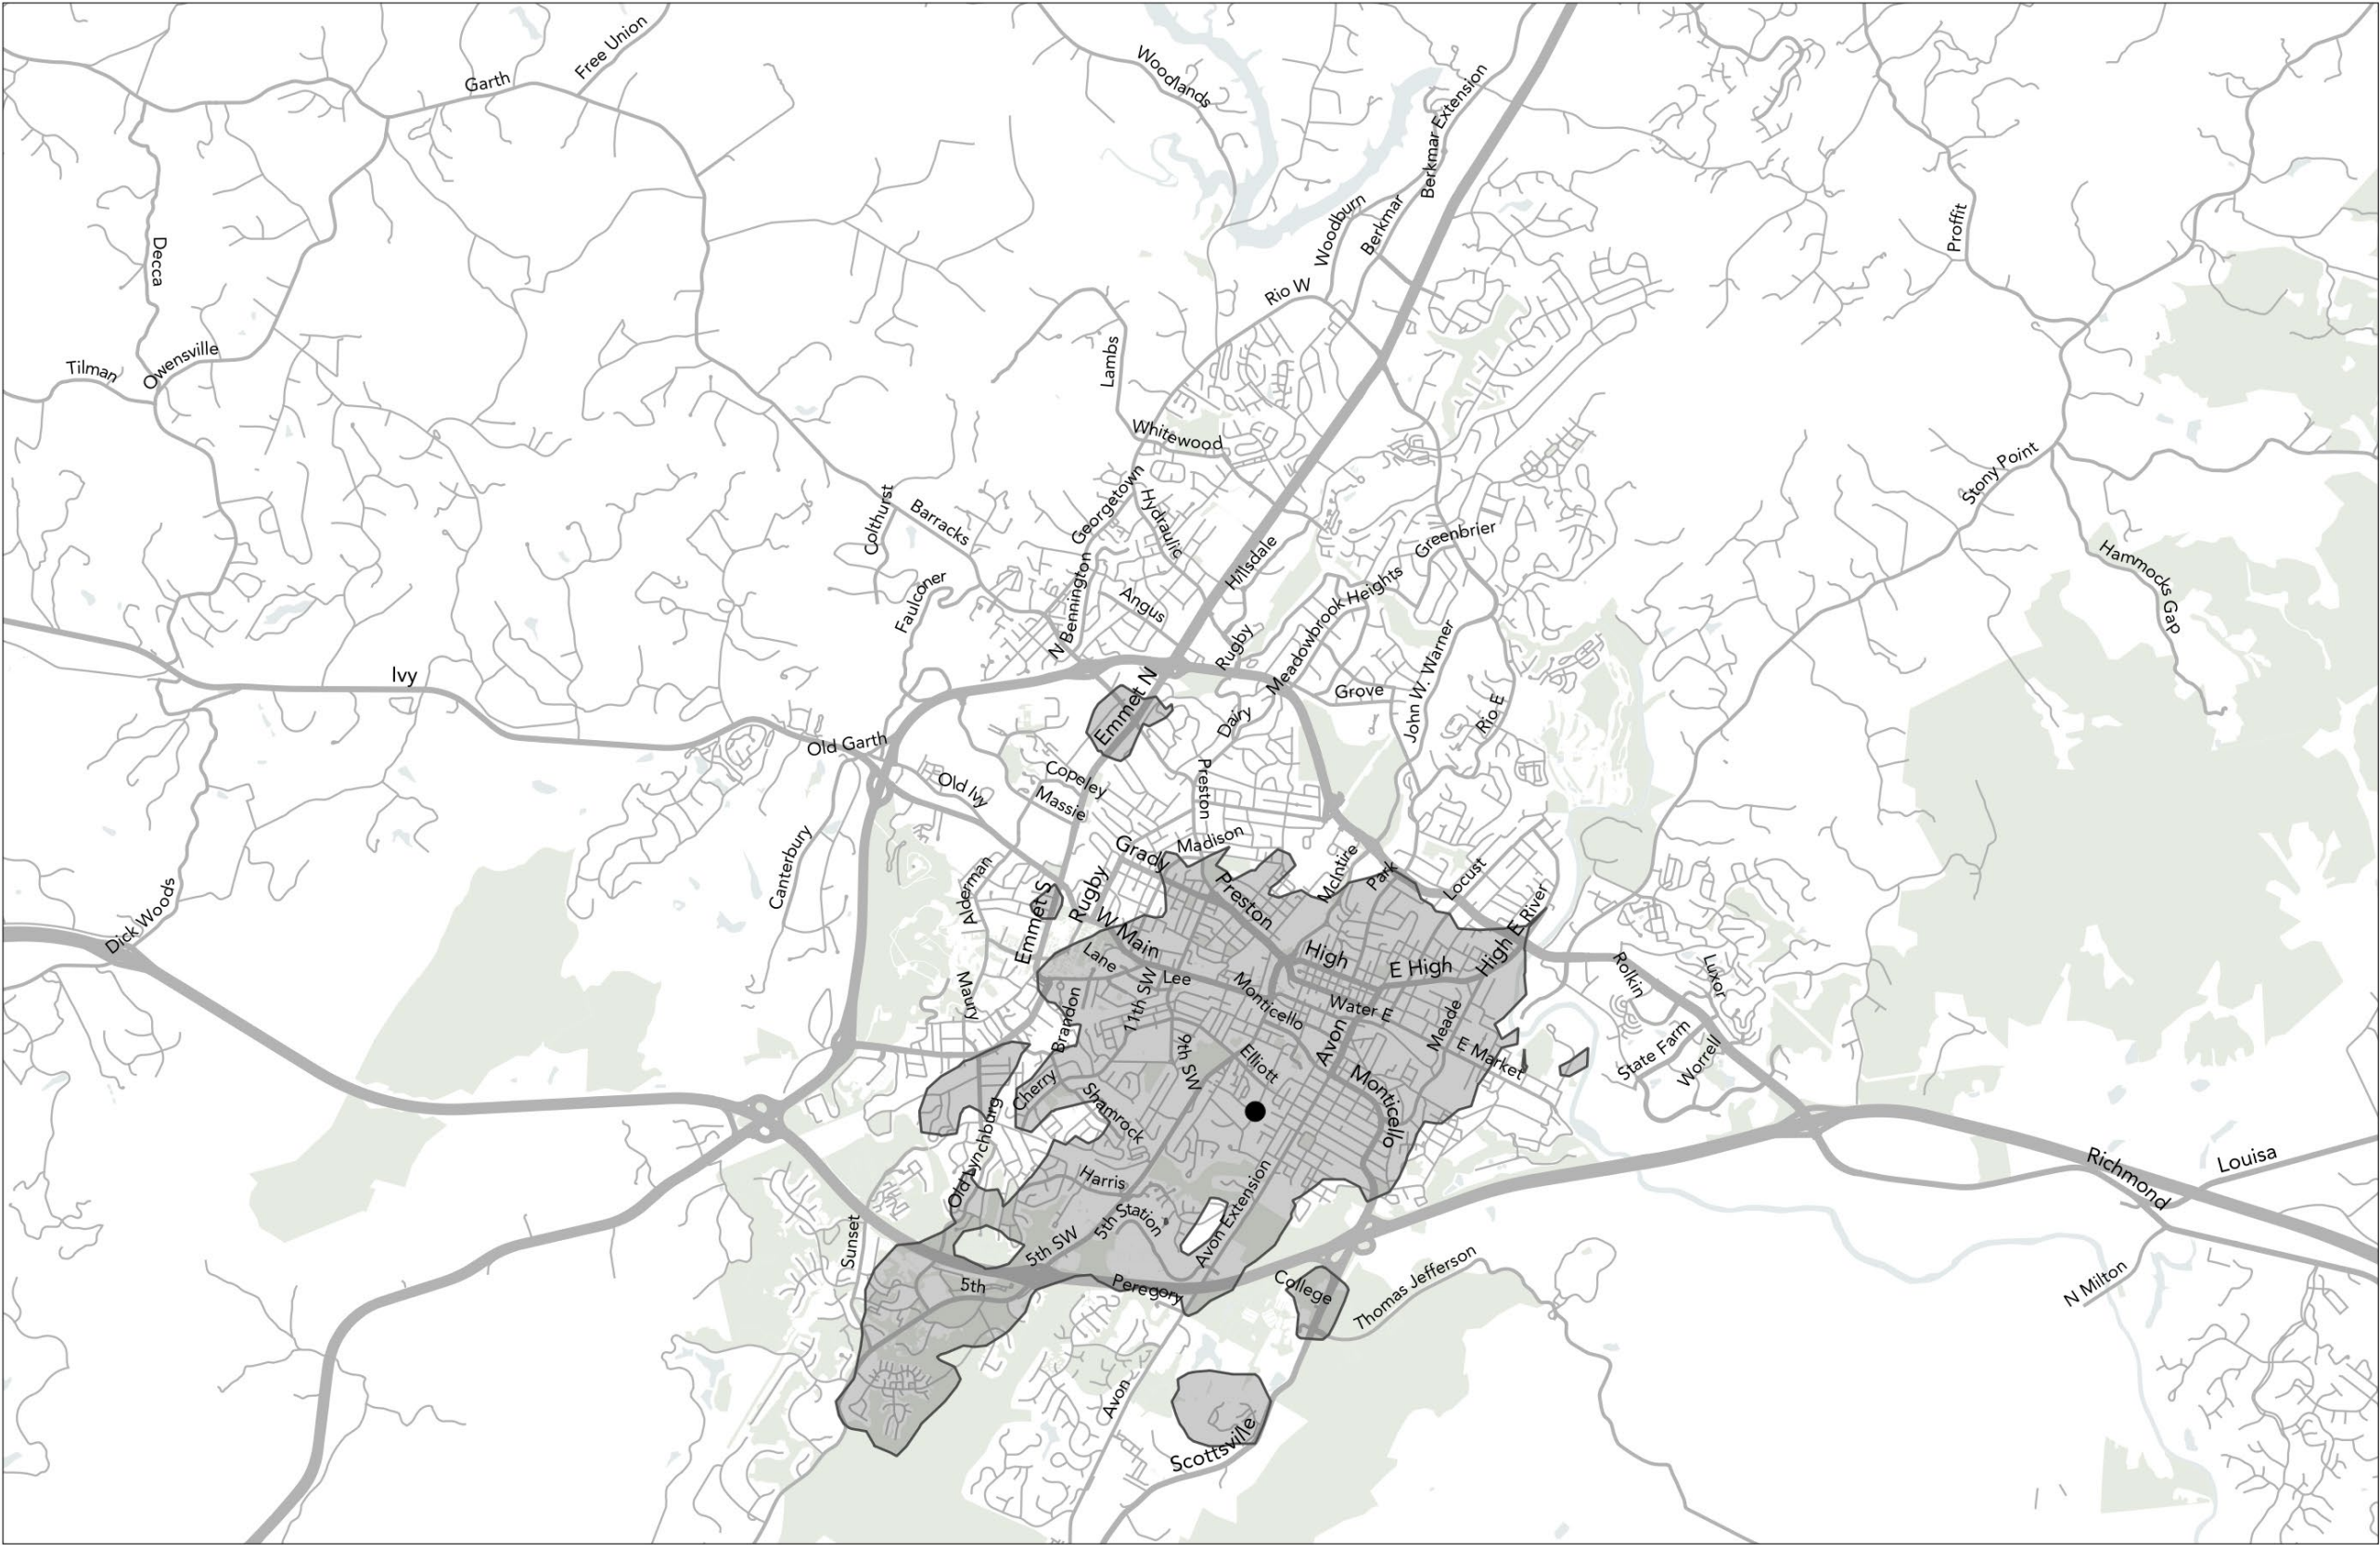 Free Union
Garth
Woodlands
Berkmar Extension
Woodburn
Berkmar
Proffit
Decca
Rio W
Owensville
Tilman
Lambs
Whitewood
Stony Point
Georgetown
Hydraulic
Colthurst
Barracks
Greenbrier
Hillsdale
Hammocks Gap
Faulconer
N Bennington
Angus
Meadowbrook Heights
Rugby
John W. Warner
Ivy
Emmet N
Grove
Rio E
Dairy
Old Garth
Old Ivy
Copeley
Massie
Preston
Madison
Canterbury
Grady
McIntire
Park
Locust
Alderman
Emmet S
Rugby
Preston
High E River
Dick Woods
W Main
High
E High
Lane
Lee
Rolkin
Luxor
Maury
Brandon
11th SW
Monticello
Water E
Meade
Avon
9th SW
Elliott
E Market
State Farm
Worrell
Cherry
Shamrock
Monticello
Old Lynchburg
Harris
Richmond
Louisa
Sunset
5th SW
5th Station
Avon Extension
5th
Peregory
College
Thomas Jefferson
N Milton
Avon
Scottsville